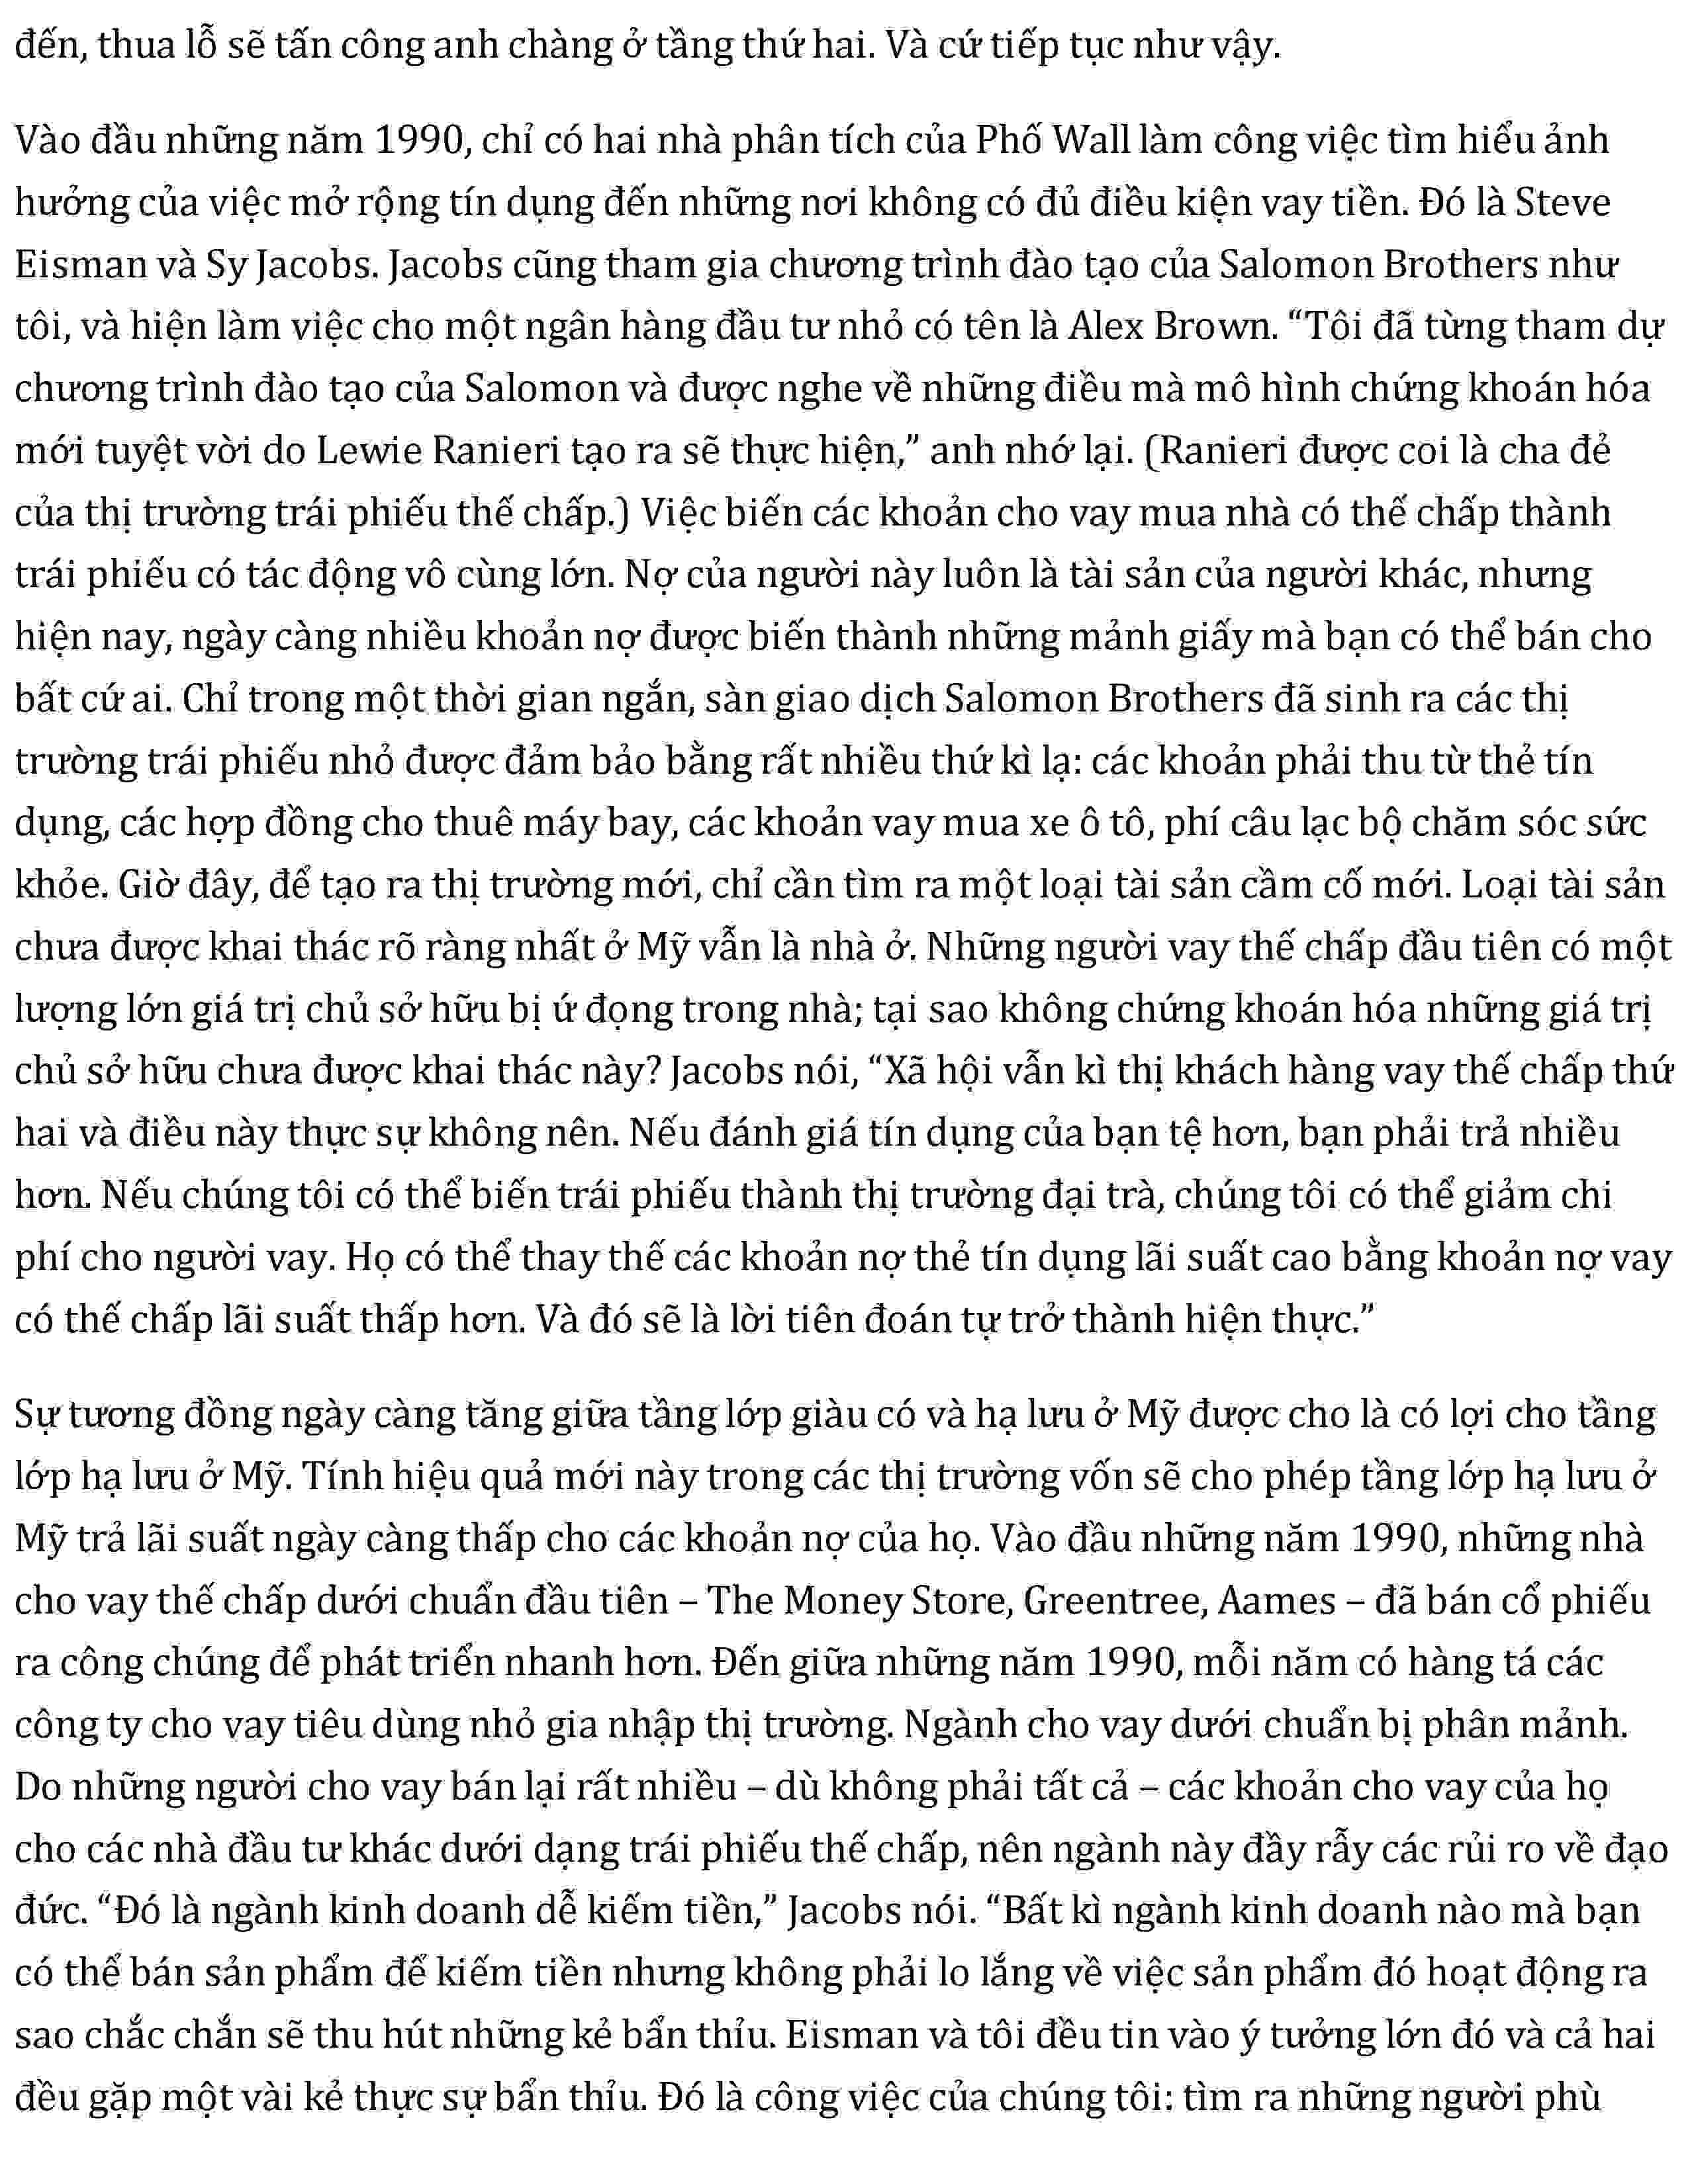 đến, thua lỗ sẽ tấn công anh chàng ở tầng thứ hai. Và cứ tiếp tục như vậy.
Vào đầu những năm 1990, chỉ có hai nhà phân tích của Phố Wall làm công việc tìm hiểu ảnh
hưởng của việc mở rộng tín dụng đến những nơi không có đủ điều kiện vay tiền. Đó là Steve
Eisman và Sy Jacobs. Jacobs cũng tham gia chương trình đào tạo của Salomon Brothers như
tôi, và hiện làm việc cho một ngân hàng đầu tư nhỏ có tên là Alex Brown. “Tôi đã từng tham dự
chương trình đào tạo của Salomon và được nghe về những điều mà mô hình chứng khoán hóa
mới tuyệt vời do Lewie Ranieri tạo ra sẽ thực hiện,” anh nhớ lại. (Ranieri được coi là cha đẻ
của thị trường trái phiếu thế chấp.) Việc biến các khoản cho vay mua nhà có thế chấp thành
trái phiếu có tác động vô cùng lớn. Nợ của người này luôn là tài sản của người khác, nhưng
hiện nay, ngày càng nhiều khoản nợ được biến thành những mảnh giấy mà bạn có thể bán cho
bất cứ ai. Chỉ trong một thời gian ngắn, sàn giao dịch Salomon Brothers đã sinh ra các thị
trường trái phiếu nhỏ được đảm bảo bằng rất nhiều thứ kì lạ: các khoản phải thu từ thẻ tín
dụng, các hợp đồng cho thuê máy bay, các khoản vay mua xe ô tô, phí câu lạc bộ chăm sóc sức
khỏe. Giờ đây, để tạo ra thị trường mới, chỉ cần tìm ra một loại tài sản cầm cố mới. Loại tài sản
chưa được khai thác rõ ràng nhất ở Mỹ vẫn là nhà ở. Những người vay thế chấp đầu tiên có một
lượng lớn giá trị chủ sở hữu bị ứ đọng trong nhà; tại sao không chứng khoán hóa những giá trị
chủ sở hữu chưa được khai thác này? Jacobs nói, “Xã hội vẫn kì thị khách hàng vay thế chấp thứ
hai và điều này thực sự không nên. Nếu đánh giá tín dụng của bạn tệ hơn, bạn phải trả nhiều
hơn. Nếu chúng tôi có thể biến trái phiếu thành thị trường đại trà, chúng tôi có thể giảm chi
phí cho người vay. Họ có thể thay thế các khoản nợ thẻ tín dụng lãi suất cao bằng khoản nợ vay
có thế chấp lãi suất thấp hơn. Và đó sẽ là lời tiên đoán tự trở thành hiện thực.”
Sự tương đồng ngày càng tăng giữa tầng lớp giàu có và hạ lưu ở Mỹ được cho là có lợi cho tầng
lớp hạ lưu ở Mỹ. Tính hiệu quả mới này trong các thị trường vốn sẽ cho phép tầng lớp hạ lưu ở
Mỹ trả lãi suất ngày càng thấp cho các khoản nợ của họ. Vào đầu những năm 1990, những nhà
cho vay thế chấp dưới chuẩn đầu tiên – The Money Store, Greentree, Aames – đã bán cổ phiếu
ra công chúng để phát triển nhanh hơn. Đến giữa những năm 1990, mỗi năm có hàng tá các
công ty cho vay tiêu dùng nhỏ gia nhập thị trường. Ngành cho vay dưới chuẩn bị phân mảnh.
Do những người cho vay bán lại rất nhiều – dù không phải tất cả – các khoản cho vay của họ
cho các nhà đầu tư khác dưới dạng trái phiếu thế chấp, nên ngành này đầy rẫy các rủi ro về đạo
đức. “Đó là ngành kinh doanh dễ kiếm tiền,” Jacobs nói. “Bất kì ngành kinh doanh nào mà bạn
có thể bán sản phẩm để kiếm tiền nhưng không phải lo lắng về việc sản phẩm đó hoạt động ra
sao chắc chắn sẽ thu hút những kẻ bẩn thỉu. Eisman và tôi đều tin vào ý tưởng lớn đó và cả hai
đều gặp một vài kẻ thực sự bẩn thỉu. Đó là công việc của chúng tôi: tìm ra những người phù